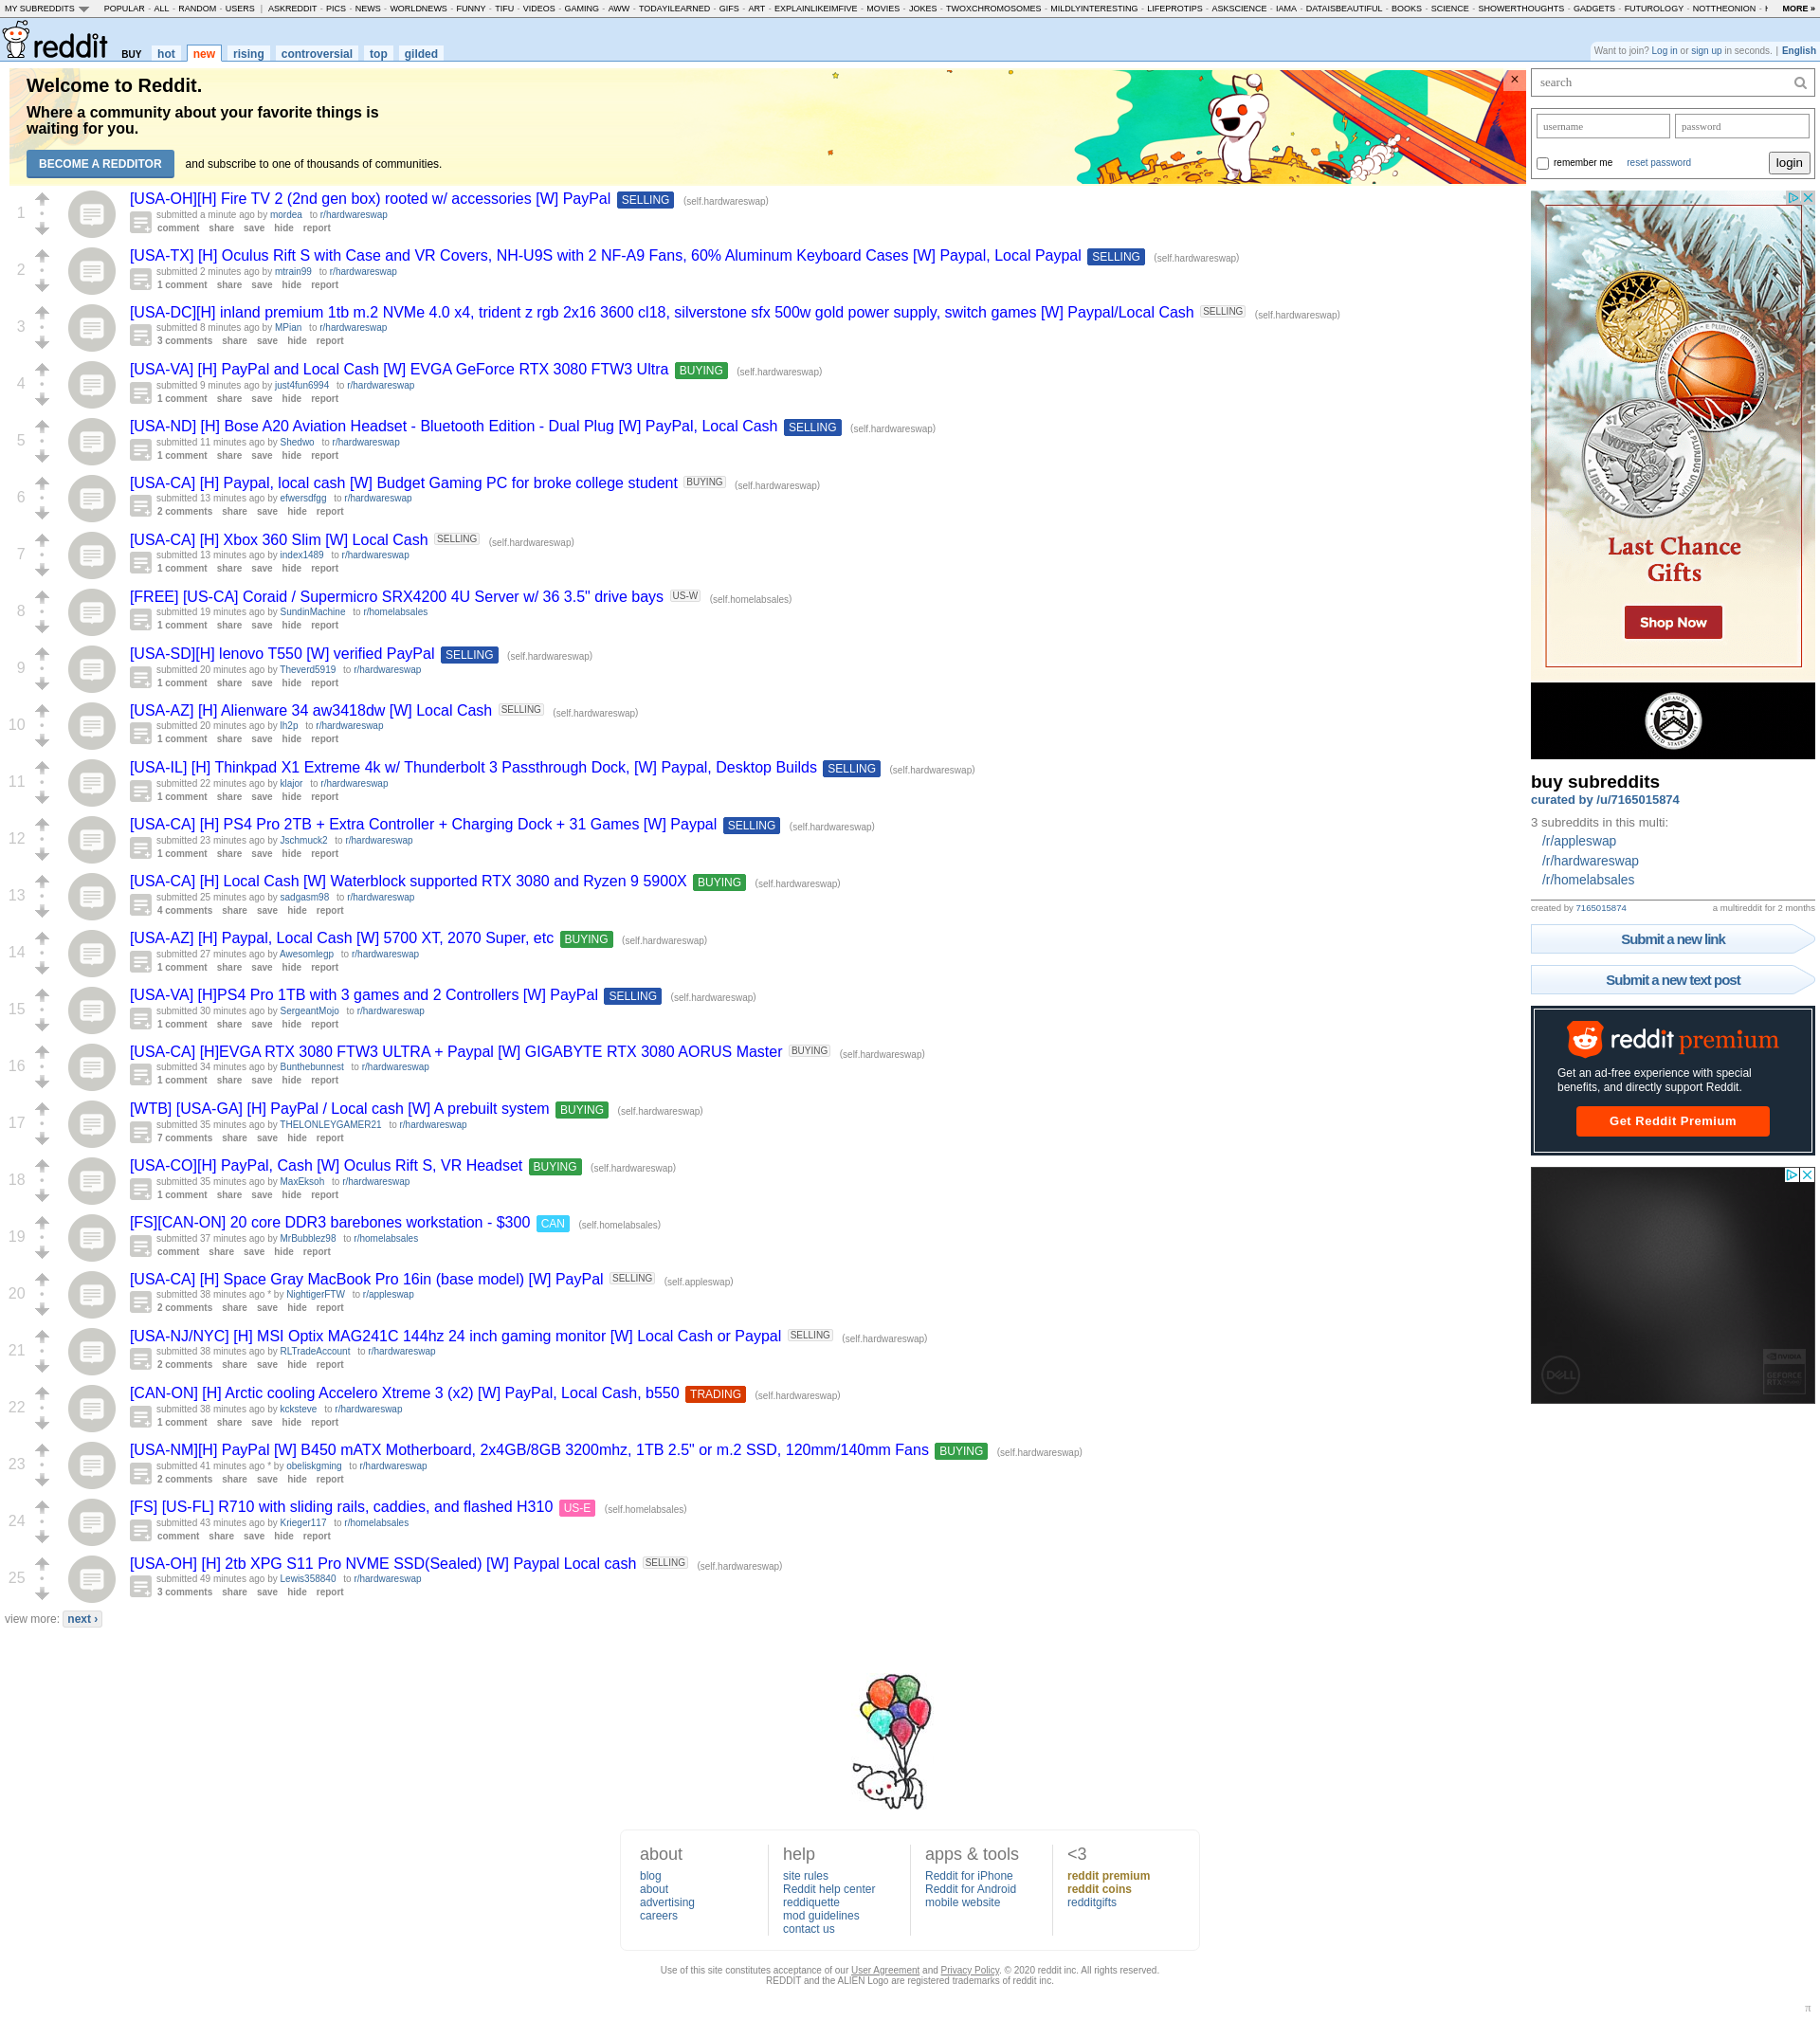 MY SUBREDDITS POPULAR - ALL - RANDOM - USERS | ASKREDDIT - PICS - NEWS - WORLDNEWS - FUNNY - TIFU - VIDEOS - GAMING - AWW - TODAYILEARNED - GIFS - ART - EXPLAINLIKEIMFIVE - MOVIES - JOKES - TWOXCHROMOSOMES - MILDLYINTERESTING - LIFEPROTIPS - ASKSCIENCE - IAMA - DATAISBEAUTIFUL - BOOKS - SCIENCE - SHOWERTHOUGHTS - GADGETS - FUTUROLOGY - NOTTHEONION - MORE »
reddit BUY hot new rising controversial top gilded
Want to join? Log in or sign up in seconds. | English
Welcome to Reddit.
Where a community about your favorite things is
waiting for you.
BECOME A REDDITOR and subscribe to one of thousands of communities.
×
search
username password
remember me reset password login
1
[USA-OH][H] Fire TV 2 (2nd gen box) rooted w/ accessories [W] PayPal SELLING (self.hardwareswap)
submitted a minute ago by mordea to r/hardwareswap
comment share save hide report
2
[USA-TX] [H] Oculus Rift S with Case and VR Covers, NH-U9S with 2 NF-A9 Fans, 60% Aluminum Keyboard Cases [W] Paypal, Local Paypal SELLING (self.hardwareswap)
submitted 2 minutes ago by mtrain99 to r/hardwareswap
1 comment share save hide report
3
[USA-DC][H] inland premium 1tb m.2 NVMe 4.0 x4, trident z rgb 2x16 3600 cl18, silverstone sfx 500w gold power supply, switch games [W] Paypal/Local Cash SELLING (self.hardwareswap)
submitted 8 minutes ago by MPian to r/hardwareswap
3 comments share save hide report
4
[USA-VA] [H] PayPal and Local Cash [W] EVGA GeForce RTX 3080 FTW3 Ultra BUYING (self.hardwareswap)
submitted 9 minutes ago by just4fun6994 to r/hardwareswap
1 comment share save hide report
5
[USA-ND] [H] Bose A20 Aviation Headset - Bluetooth Edition - Dual Plug [W] PayPal, Local Cash SELLING (self.hardwareswap)
submitted 11 minutes ago by Shedwo to r/hardwareswap
1 comment share save hide report
6
[USA-CA] [H] Paypal, local cash [W] Budget Gaming PC for broke college student BUYING (self.hardwareswap)
submitted 13 minutes ago by efwersdfgg to r/hardwareswap
2 comments share save hide report
7
[USA-CA] [H] Xbox 360 Slim [W] Local Cash SELLING (self.hardwareswap)
submitted 13 minutes ago by index1489 to r/hardwareswap
1 comment share save hide report
8
[FREE] [US-CA] Coraid / Supermicro SRX4200 4U Server w/ 36 3.5" drive bays US-W (self.homelabsales)
submitted 19 minutes ago by SundinMachine to r/homelabsales
1 comment share save hide report
9
[USA-SD][H] lenovo T550 [W] verified PayPal SELLING (self.hardwareswap)
submitted 20 minutes ago by Theverd5919 to r/hardwareswap
1 comment share save hide report
10
[USA-AZ] [H] Alienware 34 aw3418dw [W] Local Cash SELLING (self.hardwareswap)
submitted 20 minutes ago by lh2p to r/hardwareswap
1 comment share save hide report
11
[USA-IL] [H] Thinkpad X1 Extreme 4k w/ Thunderbolt 3 Passthrough Dock, [W] Paypal, Desktop Builds SELLING (self.hardwareswap)
submitted 22 minutes ago by klajor to r/hardwareswap
1 comment share save hide report
12
[USA-CA] [H] PS4 Pro 2TB + Extra Controller + Charging Dock + 31 Games [W] Paypal SELLING (self.hardwareswap)
submitted 23 minutes ago by Jschmuck2 to r/hardwareswap
1 comment share save hide report
13
[USA-CA] [H] Local Cash [W] Waterblock supported RTX 3080 and Ryzen 9 5900X BUYING (self.hardwareswap)
submitted 25 minutes ago by sadgasm98 to r/hardwareswap
4 comments share save hide report
14
[USA-AZ] [H] Paypal, Local Cash [W] 5700 XT, 2070 Super, etc BUYING (self.hardwareswap)
submitted 27 minutes ago by Awesomlegp to r/hardwareswap
1 comment share save hide report
15
[USA-VA] [H]PS4 Pro 1TB with 3 games and 2 Controllers [W] PayPal SELLING (self.hardwareswap)
submitted 30 minutes ago by SergeantMojo to r/hardwareswap
1 comment share save hide report
16
[USA-CA] [H]EVGA RTX 3080 FTW3 ULTRA + Paypal [W] GIGABYTE RTX 3080 AORUS Master BUYING (self.hardwareswap)
submitted 34 minutes ago by Bunthebunnest to r/hardwareswap
1 comment share save hide report
17
[WTB] [USA-GA] [H] PayPal / Local cash [W] A prebuilt system BUYING (self.hardwareswap)
submitted 35 minutes ago by THELONLEYGAMER21 to r/hardwareswap
7 comments share save hide report
18
[USA-CO][H] PayPal, Cash [W] Oculus Rift S, VR Headset BUYING (self.hardwareswap)
submitted 35 minutes ago by MaxEksoh to r/hardwareswap
1 comment share save hide report
19
[FS][CAN-ON] 20 core DDR3 barebones workstation - $300 CAN (self.homelabsales)
submitted 37 minutes ago by MrBubblez98 to r/homelabsales
comment share save hide report
20
[USA-CA] [H] Space Gray MacBook Pro 16in (base model) [W] PayPal SELLING (self.appleswap)
submitted 38 minutes ago * by NightigerFTW to r/appleswap
2 comments share save hide report
21
[USA-NJ/NYC] [H] MSI Optix MAG241C 144hz 24 inch gaming monitor [W] Local Cash or Paypal SELLING (self.hardwareswap)
submitted 38 minutes ago by RLTradeAccount to r/hardwareswap
2 comments share save hide report
22
[CAN-ON] [H] Arctic cooling Accelero Xtreme 3 (x2) [W] PayPal, Local Cash, b550 TRADING (self.hardwareswap)
submitted 38 minutes ago by kcksteve to r/hardwareswap
1 comment share save hide report
23
[USA-NM][H] PayPal [W] B450 mATX Motherboard, 2x4GB/8GB 3200mhz, 1TB 2.5" or m.2 SSD, 120mm/140mm Fans BUYING (self.hardwareswap)
submitted 41 minutes ago * by obeliskgming to r/hardwareswap
2 comments share save hide report
24
[FS] [US-FL] R710 with sliding rails, caddies, and flashed H310 US-E (self.homelabsales)
submitted 43 minutes ago by Krieger117 to r/homelabsales
comment share save hide report
25
[USA-OH] [H] 2tb XPG S11 Pro NVME SSD(Sealed) [W] Paypal Local cash SELLING (self.hardwareswap)
submitted 49 minutes ago by Lewis358840 to r/hardwareswap
3 comments share save hide report
view more: next ›
LIBERTY
$1
Last Chance
Gifts
Shop Now
buy subreddits
curated by /u/7165015874
3 subreddits in this multi:
/r/appleswap
/r/hardwareswap
/r/homelabsales
created by 7165015874 a multireddit for 2 months
Submit a new link
Submit a new text post
reddit premium
Get an ad-free experience with special
benefits, and directly support Reddit.
Get Reddit Premium
DELL
NVIDIA
GEFORCE
RTX
about
blog
about
advertising
careers
help
site rules
Reddit help center
reddiquette
mod guidelines
contact us
apps & tools
Reddit for iPhone
Reddit for Android
mobile website
<3
reddit premium
reddit coins
redditgifts
Use of this site constitutes acceptance of our User Agreement and Privacy Policy. © 2020 reddit inc. All rights reserved.
REDDIT and the ALIEN Logo are registered trademarks of reddit inc.
π